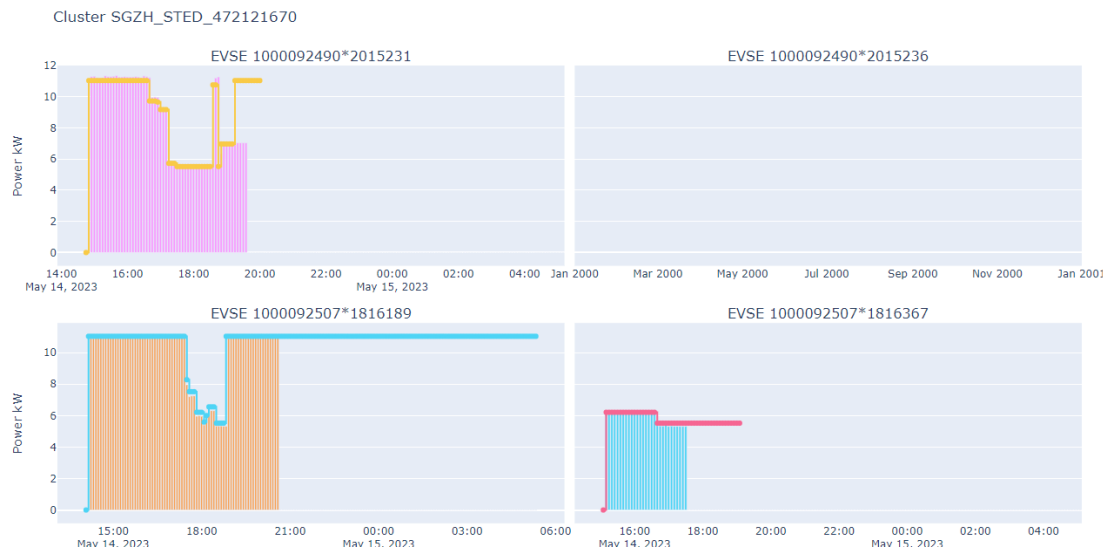 Cluster SGZH_STED_472121670
EVSE 1000092490*2015231
EVSE 1000092490*2015236
12
10
8
6
4
2
0
Power kW
14:00 16:00 18:00 20:00 22:00 00:00 02:00 04:00
May 14, 2023 May 15, 2023
Jan 2000 Mar 2000 May 2000 Jul 2000 Sep 2000 Nov 2000 Jan 2001
EVSE 1000092507*1816189
EVSE 1000092507*1816367
10
8
6
4
2
0
Power kW
15:00 18:00 21:00 00:00 03:00 06:00
May 14, 2023 May 15, 2023
16:00 18:00 20:00 22:00 00:00 02:00 04:00
May 14, 2023 May 15, 2023